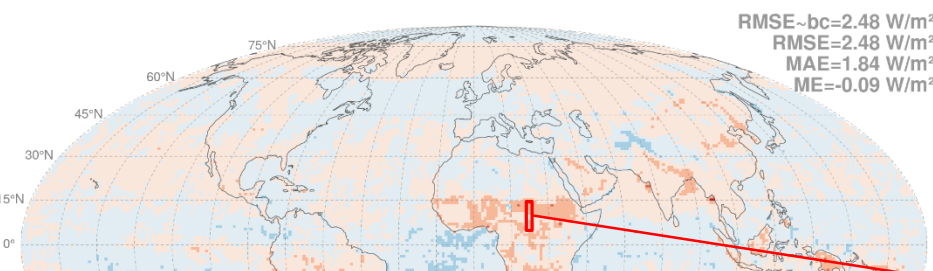 RMSE~bc=2.48 W/m²
RMSE=2.48 W/m²
MAE=1.84 W/m²
ME=-0.09 W/m²
75°N
60°N
45°N
30°N
15°N
0°